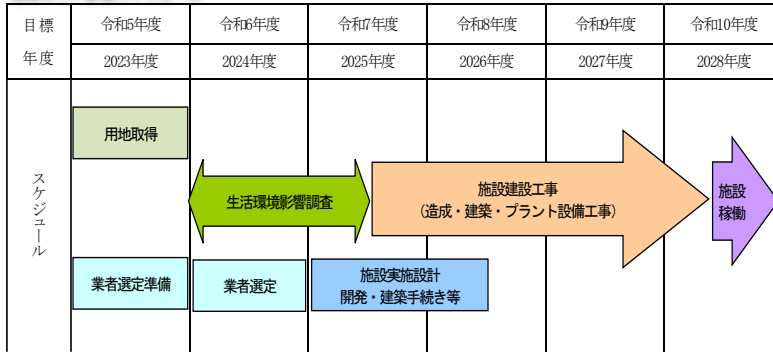 目標
年度
令和5年度
令和6年度
令和7年度
令和8年度
令和9年度
令和10年度
2023年度
2024年度
2025年度
2026年度
2027年度
2028年度
スケジュール
用地取得
生活環境影響調査
施設建設工事
(造成・建築・プラント設備工事)
施設
稼働
業者選定準備
業者選定
施設実施設計
開発・建築手続き等